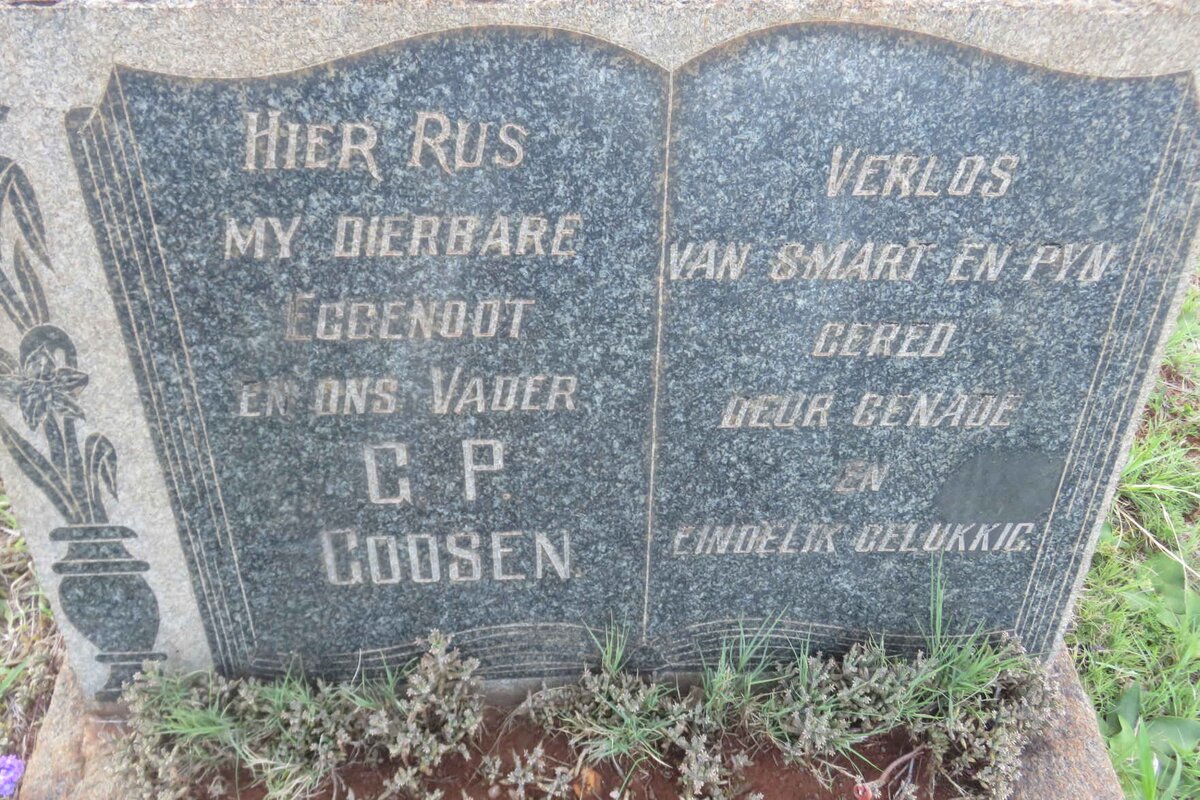 HIER RUS
MY DIERBARE
EGGENOOT
EN ONS VADER
G. P.
GOOSEN.
VERLOS
VAN SMART EN PYN
GERED
DEUR GENADE
EN
EINDELIK GELUKKIG.